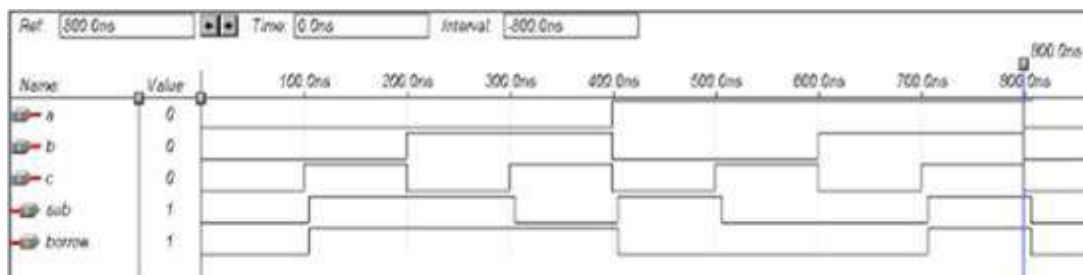 Ref: 800.0ns Time: 0.0ns Interval: -800.0ns
800.0ns
Name: Value: 100.0ns 200.0ns 300.0ns 400.0ns 500.0ns 600.0ns 700.0ns 800.0ns
a 0
b 0
c 0
sub 1
borrow 1